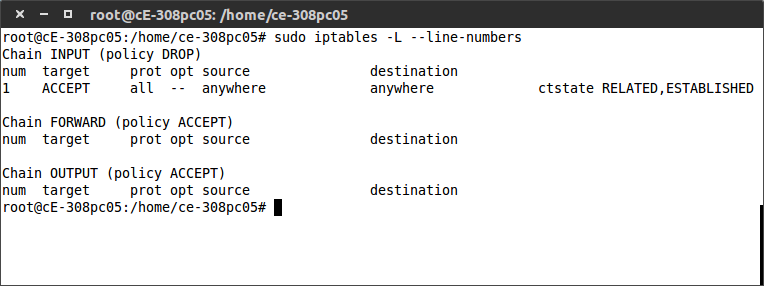 root@cE-308pc05: /home/ce-308pc05
root@cE-308pc05:/home/ce-308pc05# sudo iptables -L --line-numbers
Chain INPUT (policy DROP)
num  target     prot opt source               destination
1    ACCEPT     all  --  anywhere             anywhere             ctstate RELATED,ESTABLISHED

Chain FORWARD (policy ACCEPT)
num  target     prot opt source               destination

Chain OUTPUT (policy ACCEPT)
num  target     prot opt source               destination
root@cE-308pc05:/home/ce-308pc05#